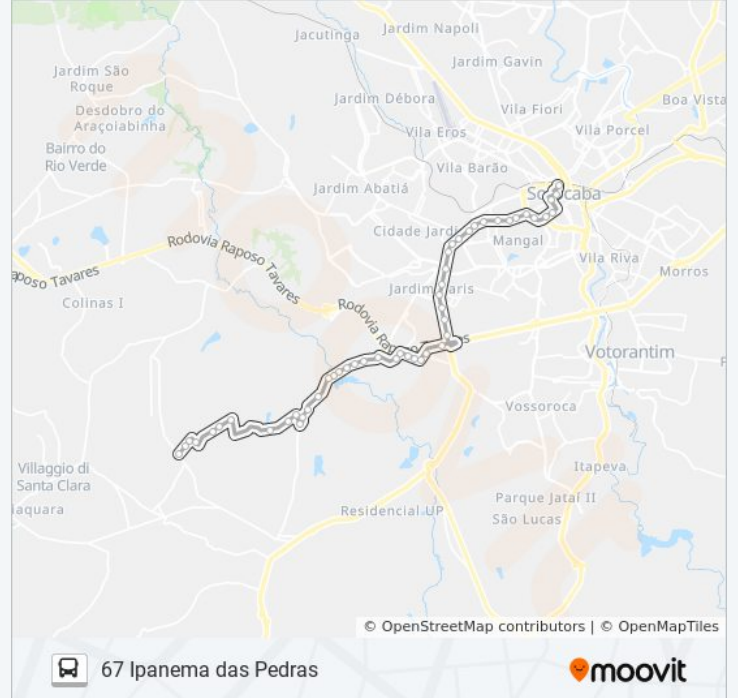 Jacutinga
Jardim Napoli
Jardim Gavin
Jardim São
Roque
Jardim Débora
Boa Vista
Desdobro do
Araçoiabinha
Vila Fiori
Vila Eros
Vila Porcel
Bairro do
Rio Verde
Vila Barão
Jardim Abatiá
Sorocaba
Cidade Jardi
Mangal
Rodovia Raposo Tavares
Vila Riva
aposo Tavares
Morros
Colinas I
Jardim
aris
Rodovia Ra
Votorantim
Vossoroca
Villaggio di
Santa Clara
Itapeva
iaquara
Residencial UP
Parque Jataí II
São Lucas
© OpenStreetMap contributors | © OpenMapTiles
67 Ipanema das Pedras
moovit